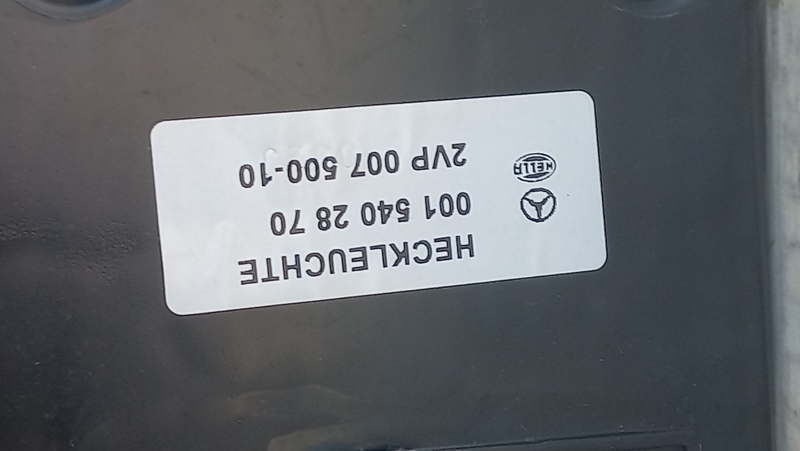 HECKLEUCHTE
001 540 28 70
2VP 007 500-10
HELLA